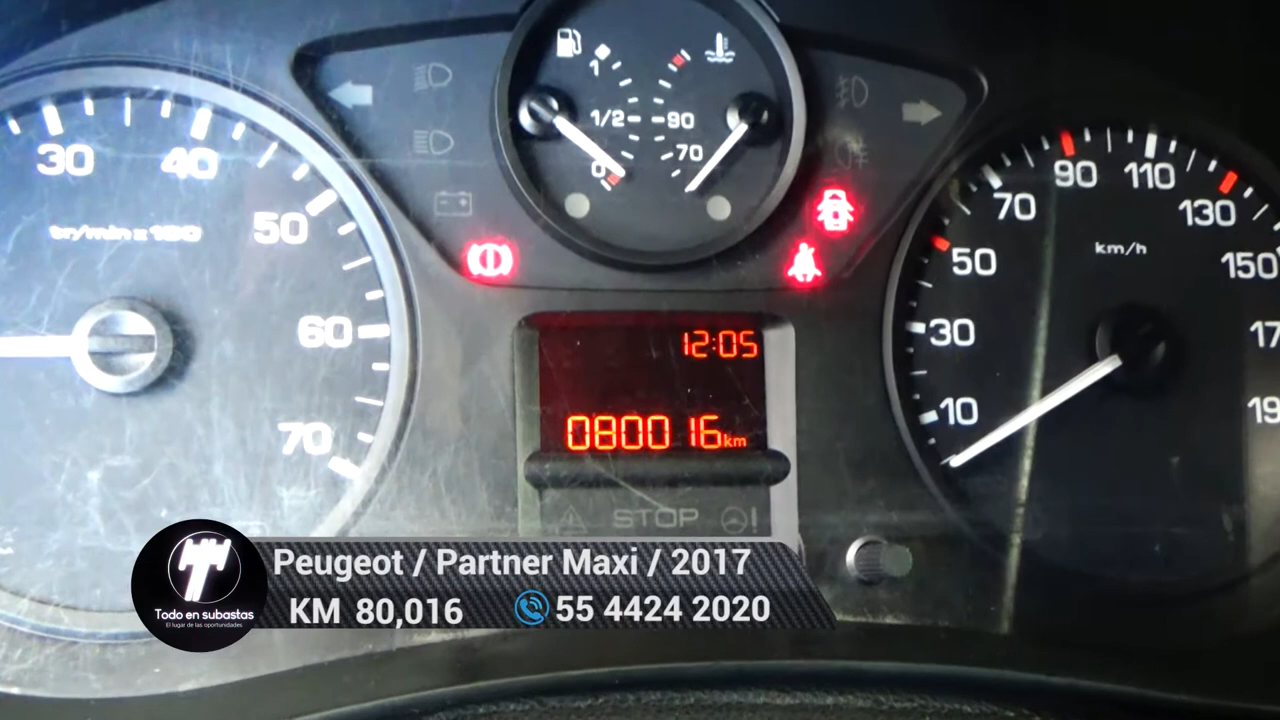 1
1/2
0
90
70
30
40
50
60
70
tr/min x 100
10
30
50
70
90
110
130
150
km/h
12:05
080016 km
STOP
Peugeot / Partner Maxi / 2017
KM 80,016
55 4424 2020
Todo en subastas
El lugar de las oportunidades